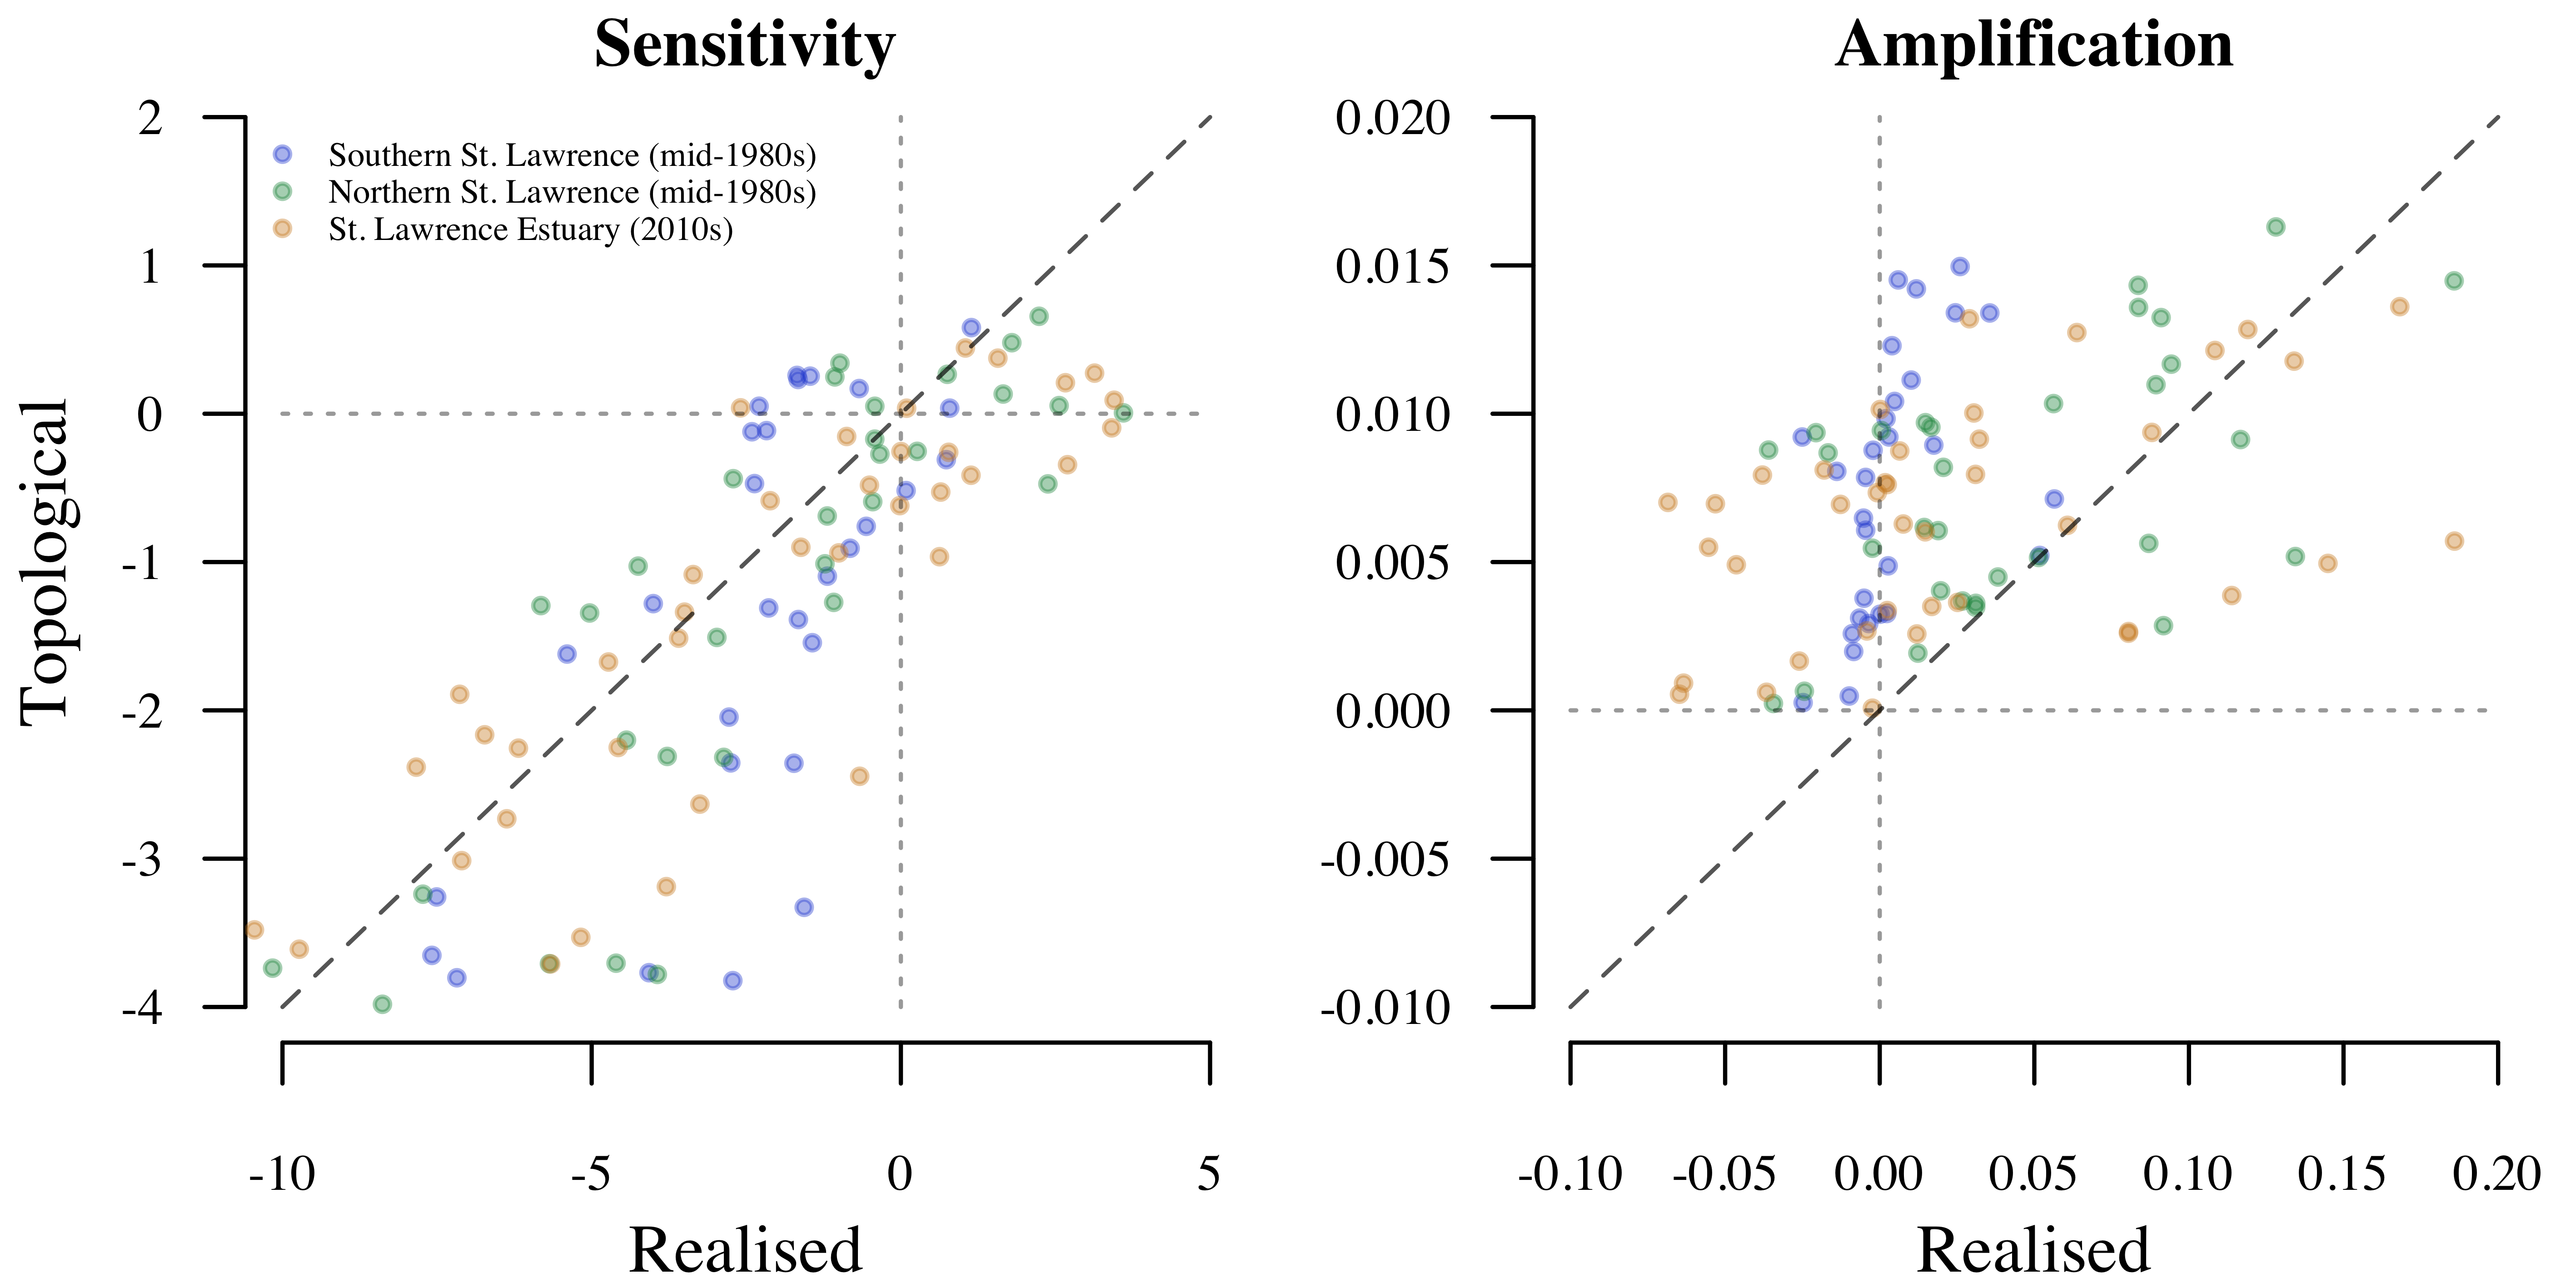 Sensitivity
Topological
2
1
0
-1
-2
-3
-4
Southern St. Lawrence (mid-1980s)
Northern St. Lawrence (mid-1980s)
St. Lawrence Estuary (2010s)
-10 -5 0 5
Realised
Amplification
0.020
0.015
0.010
0.005
0.000
-0.005
-0.010
-0.10 -0.05 0.00 0.05 0.10 0.15 0.20
Realised